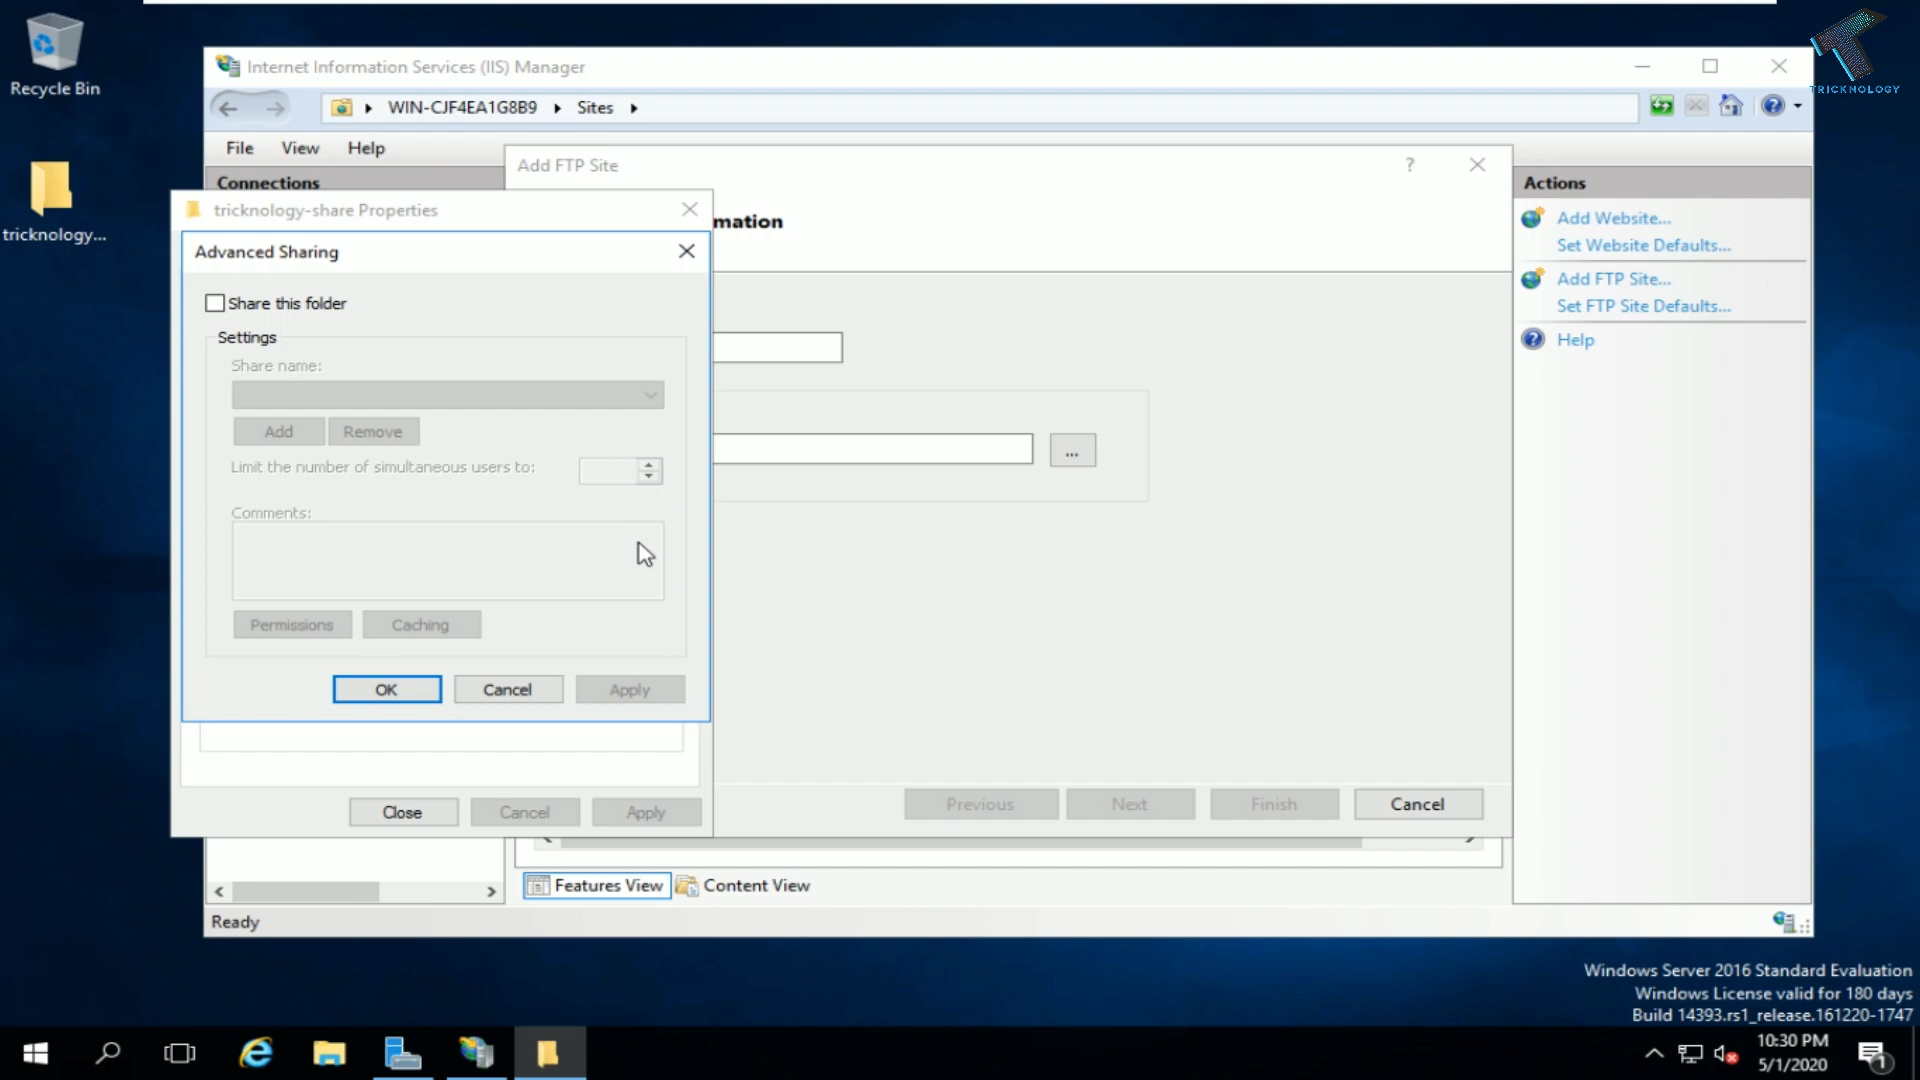 Recycle Bin
tricknology...
Internet Information Services (IIS) Manager
WIN-CJF4EA1G8B9
Sites
File
View
Help
Connections
Add FTP Site
?
mation
...
Previous
Next
Finish
Cancel
tricknology-share Properties
Advanced Sharing
Share this folder
Settings
Share name:
Add
Remove
Limit the number of simultaneous users to:
Comments:
Permissions
Caching
OK
Cancel
Apply
Close
Cancel
Apply
Features View
Content View
Ready
Actions
Add Website...
Set Website Defaults...
Add FTP Site...
Set FTP Site Defaults...
Help
TRICKNOLOGY
Windows Server 2016 Standard Evaluation
Windows License valid for 180 days
Build 14393.rs1_release.161220-1747
10:30 PM
5/1/2020
1